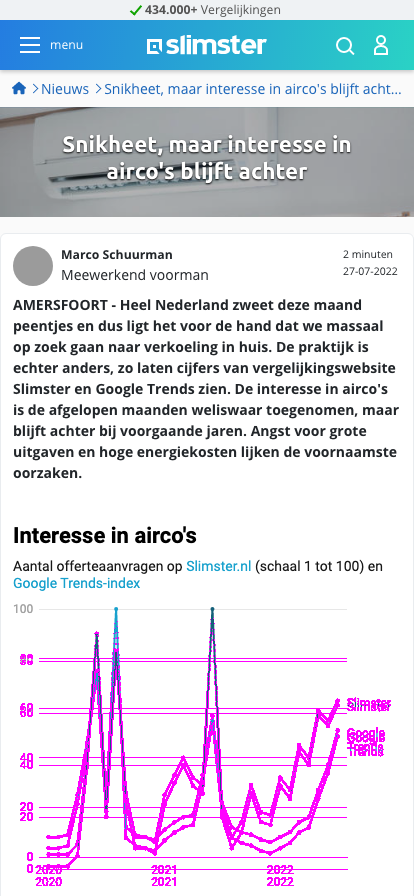 434.000+ Vergelijkingen
menu
slimster
Nieuws
Snikheet, maar interesse in airco's blijft acht...
Snikheet, maar interesse in
airco's blijft achter
Marco Schuurman
2 minuten
Meewerkend voorman
27-07-2022
AMERSFOORT - Heel Nederland zweet deze maand
peentjes en dus ligt het voor de hand dat we massaal
op zoek gaan naar verkoeling in huis. De praktijk is
echter anders, zo laten cijfers van vergelijkingswebsite
Slimster en Google Trends zien. De interesse in airco's
is de afgelopen maanden weliswaar toegenomen, maar
blijft achter bij voorgaande jaren. Angst voor grote
uitgaven en hoge energiekosten lijken de voornaamste
oorzaken.
Interesse in airco's
Aantal offerteaanvragen op Slimster.nl (schaal 1 tot 100) en
Google Trends-index
100
Slimster
Google
Trends
40
20
20
0
0
2020
2021
2022
2020
2021
2022